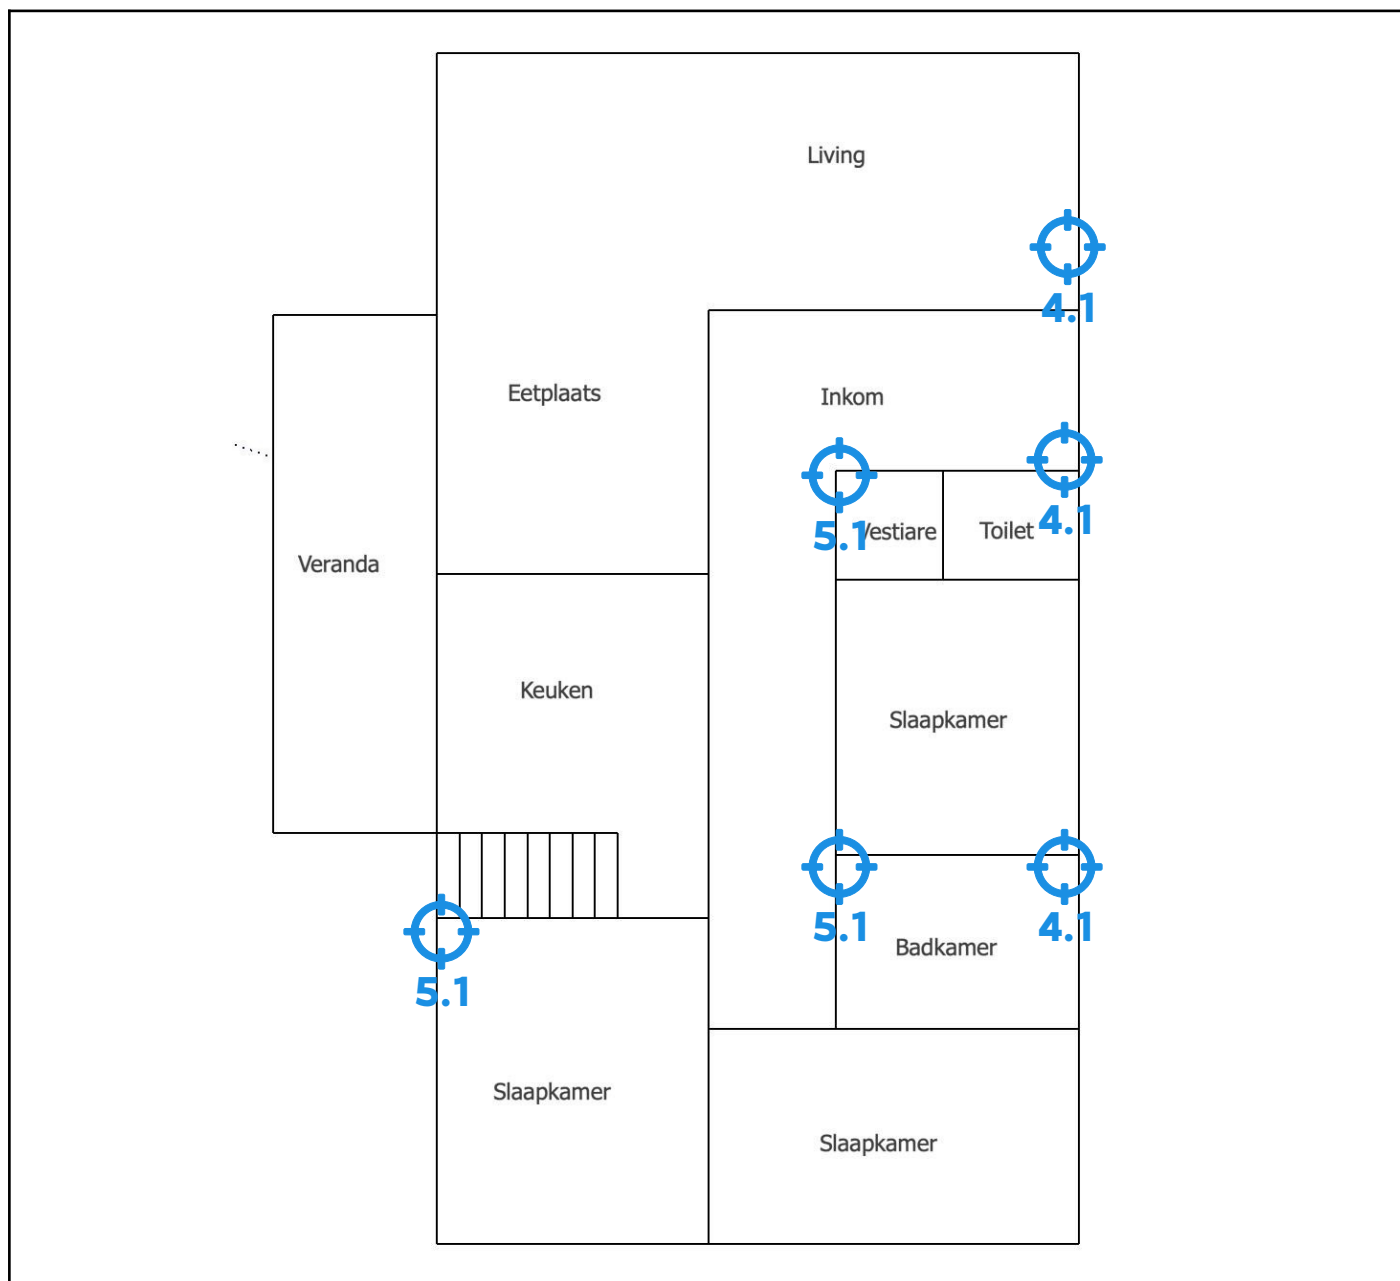 Living
4.1
Eetplaats
Inkom
5.1
Vestiare
Toilet
4.1
Veranda
Keuken
Slaapkamer
5.1
4.1
Badkamer
5.1
Slaapkamer
Slaapkamer